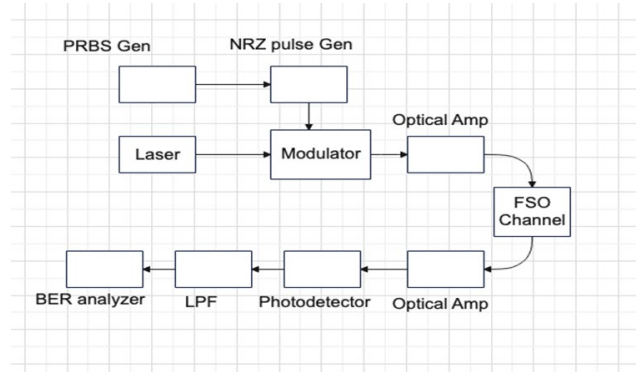 PRBS Gen
NRZ pulse Gen
Optical Amp
Laser
Modulator
FSO
Channel
BER analyzer
LPF
Photodetector
Optical Amp